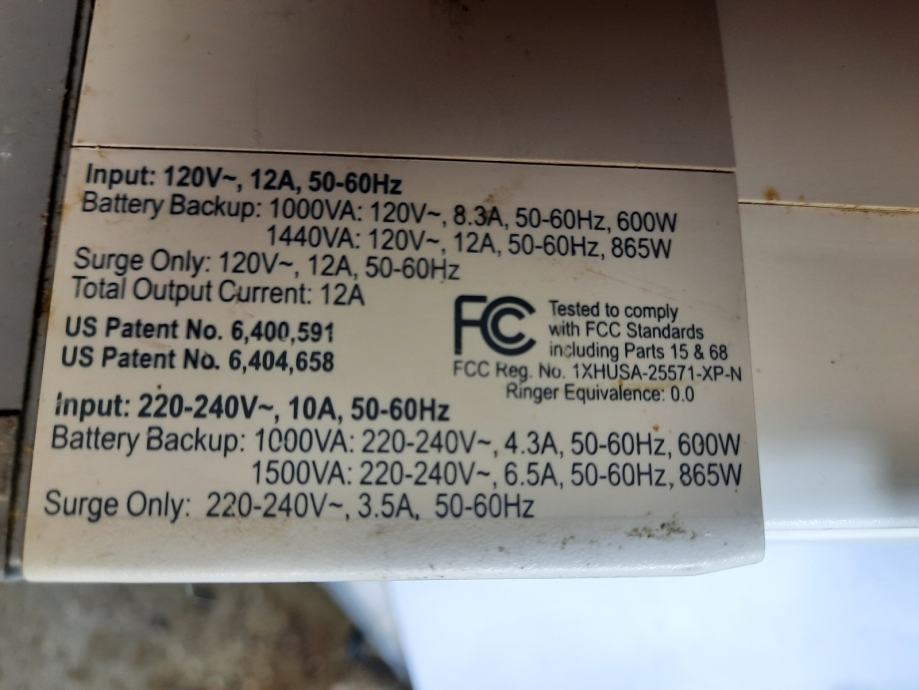 Input: 120V~, 12A, 50-60Hz
Battery Backup: 1000VA: 120V~, 8.3A, 50-60Hz, 600W
1440VA: 120V~, 12A, 50-60Hz, 865W
Surge Only: 120V~, 12A, 50-60Hz
Total Output Current: 12A
US Patent No. 6,400,591
US Patent No. 6,404,658
FC
Tested to comply
with FCC Standards
including Parts 15 & 68
FCC Reg. No. 1XHUSA-25571-XP-N
Ringer Equivalence: 0.0
Input: 220-240V~, 10A, 50-60Hz
Battery Backup: 1000VA: 220-240V~, 4.3A, 50-60Hz, 600W
1500VA: 220-240V~, 6.5A, 50-60Hz, 865W
Surge Only: 220-240V~, 3.5A, 50-60Hz